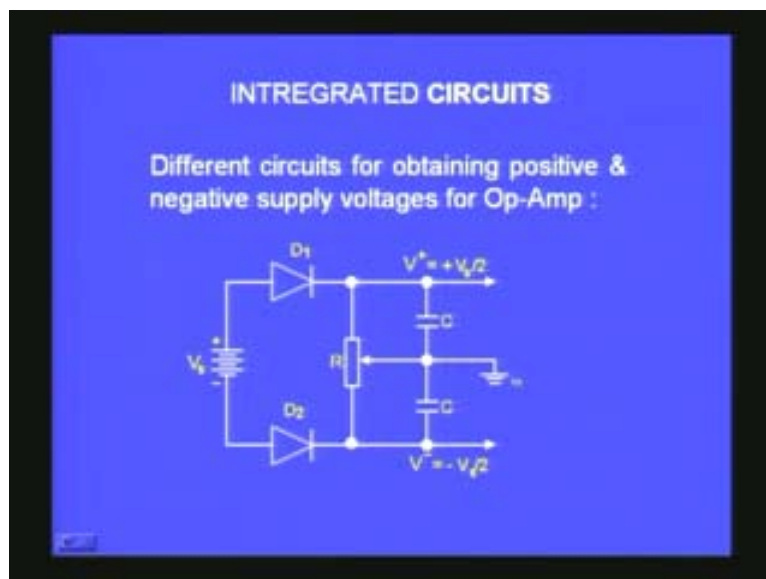 INTREGRATED CIRCUITS
Different circuits for obtaining positive &
negative supply voltages for Op-Amp :
D1
V+ = +Vs/2
C
Vs
+
-
R
D2
C
V- = - Vs/2